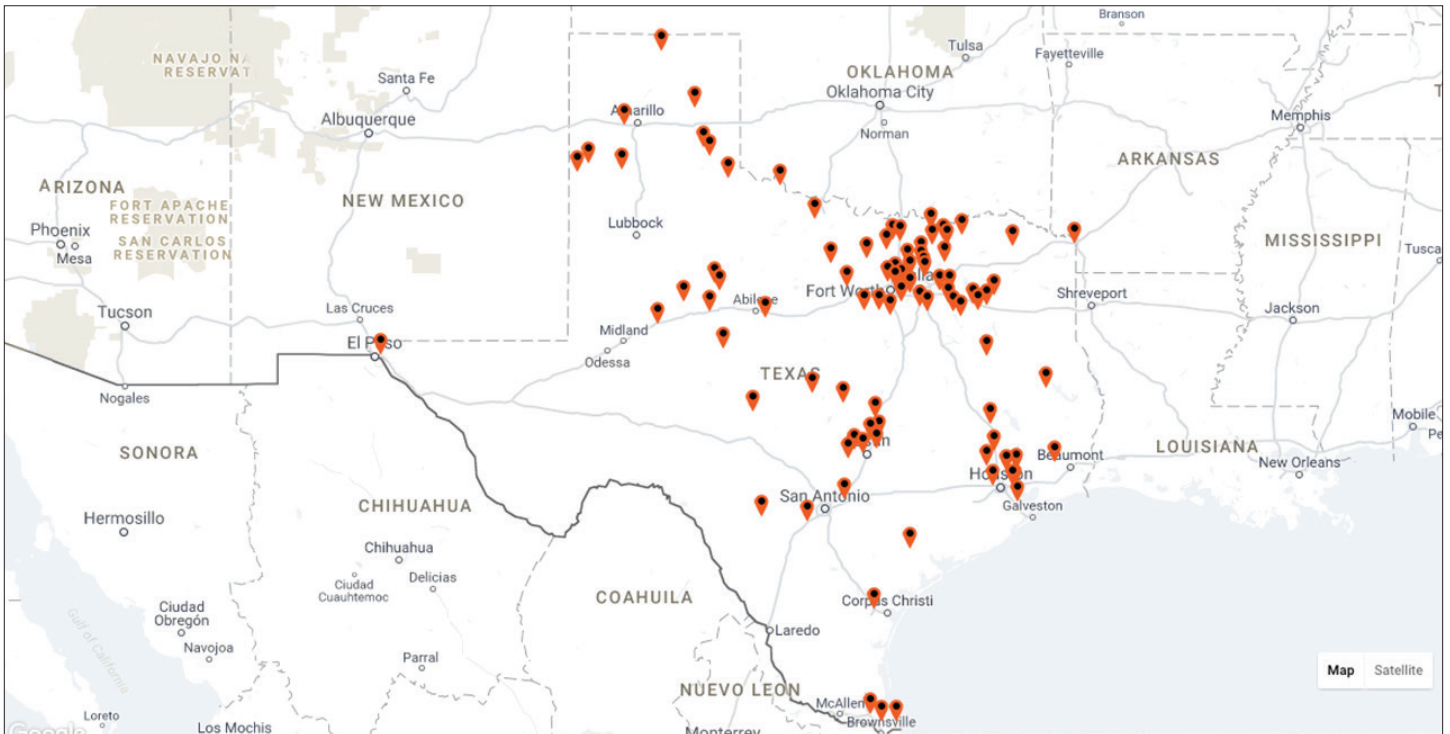 Branson
NAVAJO NA
RESERVAT
Tulsa
Fayetteville
Santa Fe
OKLAHOMA
Oklahoma City
Amarillo
Albuquerque
Memphis
Norman
ARKANSAS
ARIZONA
NEW MEXICO
FORT APACHE
RESERVATION
Phoenix
Lubbock
SAN CARLOS
RESERVATION
Mesa
MISSISSIPPI
Tusca
Fort Worth
Shreveport
Abilene
Las Cruces
Tucson
Jackson
Midland
El Paso
Odessa
TEXAS
Nogales
Mobile
Pe
SONORA
LOUISIANA
Beaumont
New Orleans
Houston
San Antonio
CHIHUAHUA
Galveston
Hermosillo
Chihuahua
Ciudad
Cuauhtemoc
Delicias
COAHUILA
Corpus Christi
Ciudad
Obregón
Gulf of California
Laredo
Navojoa
Parral
Map
Satellite
NUEVO LEON
McAllen
Loreto
Brownsville
Los Mochis
Monterrey
Google